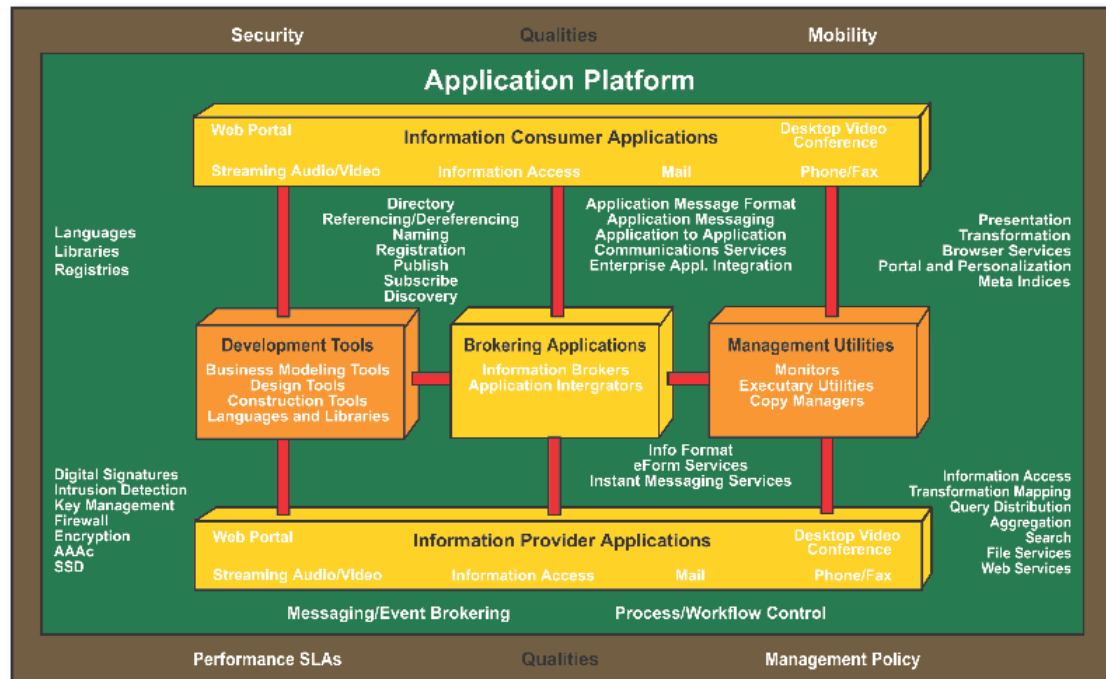 Security Qualities Mobility
Application Platform
Web Portal
Information Consumer Applications
Desktop Video
Conference
Streaming Audio/Video Information Access Mail Phone/Fax
Languages
Libraries
Registries
Directory
Referencing/Dereferencing
Naming
Registration
Publish
Subscribe
Discovery
Application Message Format
Application Messaging
Application to Application
Communications Services
Enterprise Appl. Integration
Presentation
Transformation
Browser Services
Portal and Personalization
Meta Indices
Development Tools
Business Modeling Tools
Design Tools
Construction Tools
Languages and Libraries
Brokering Applications
Information Brokers
Application Intergrators
Management Utilities
Monitors
Executary Utilities
Copy Managers
Info Format
eForm Services
Instant Messaging Services
Digital Signatures
Intrusion Detection
Key Management
Firewall
Encryption
AAAc
SSD
Information Access
Transformation Mapping
Query Distribution
Aggregation
Search
File Services
Web Services
Web Portal
Information Provider Applications
Desktop Video
Conference
Streaming Audio/Video Information Access Mail Phone/Fax
Messaging/Event Brokering Process/Workflow Control
Performance SLAs Qualities Management Policy